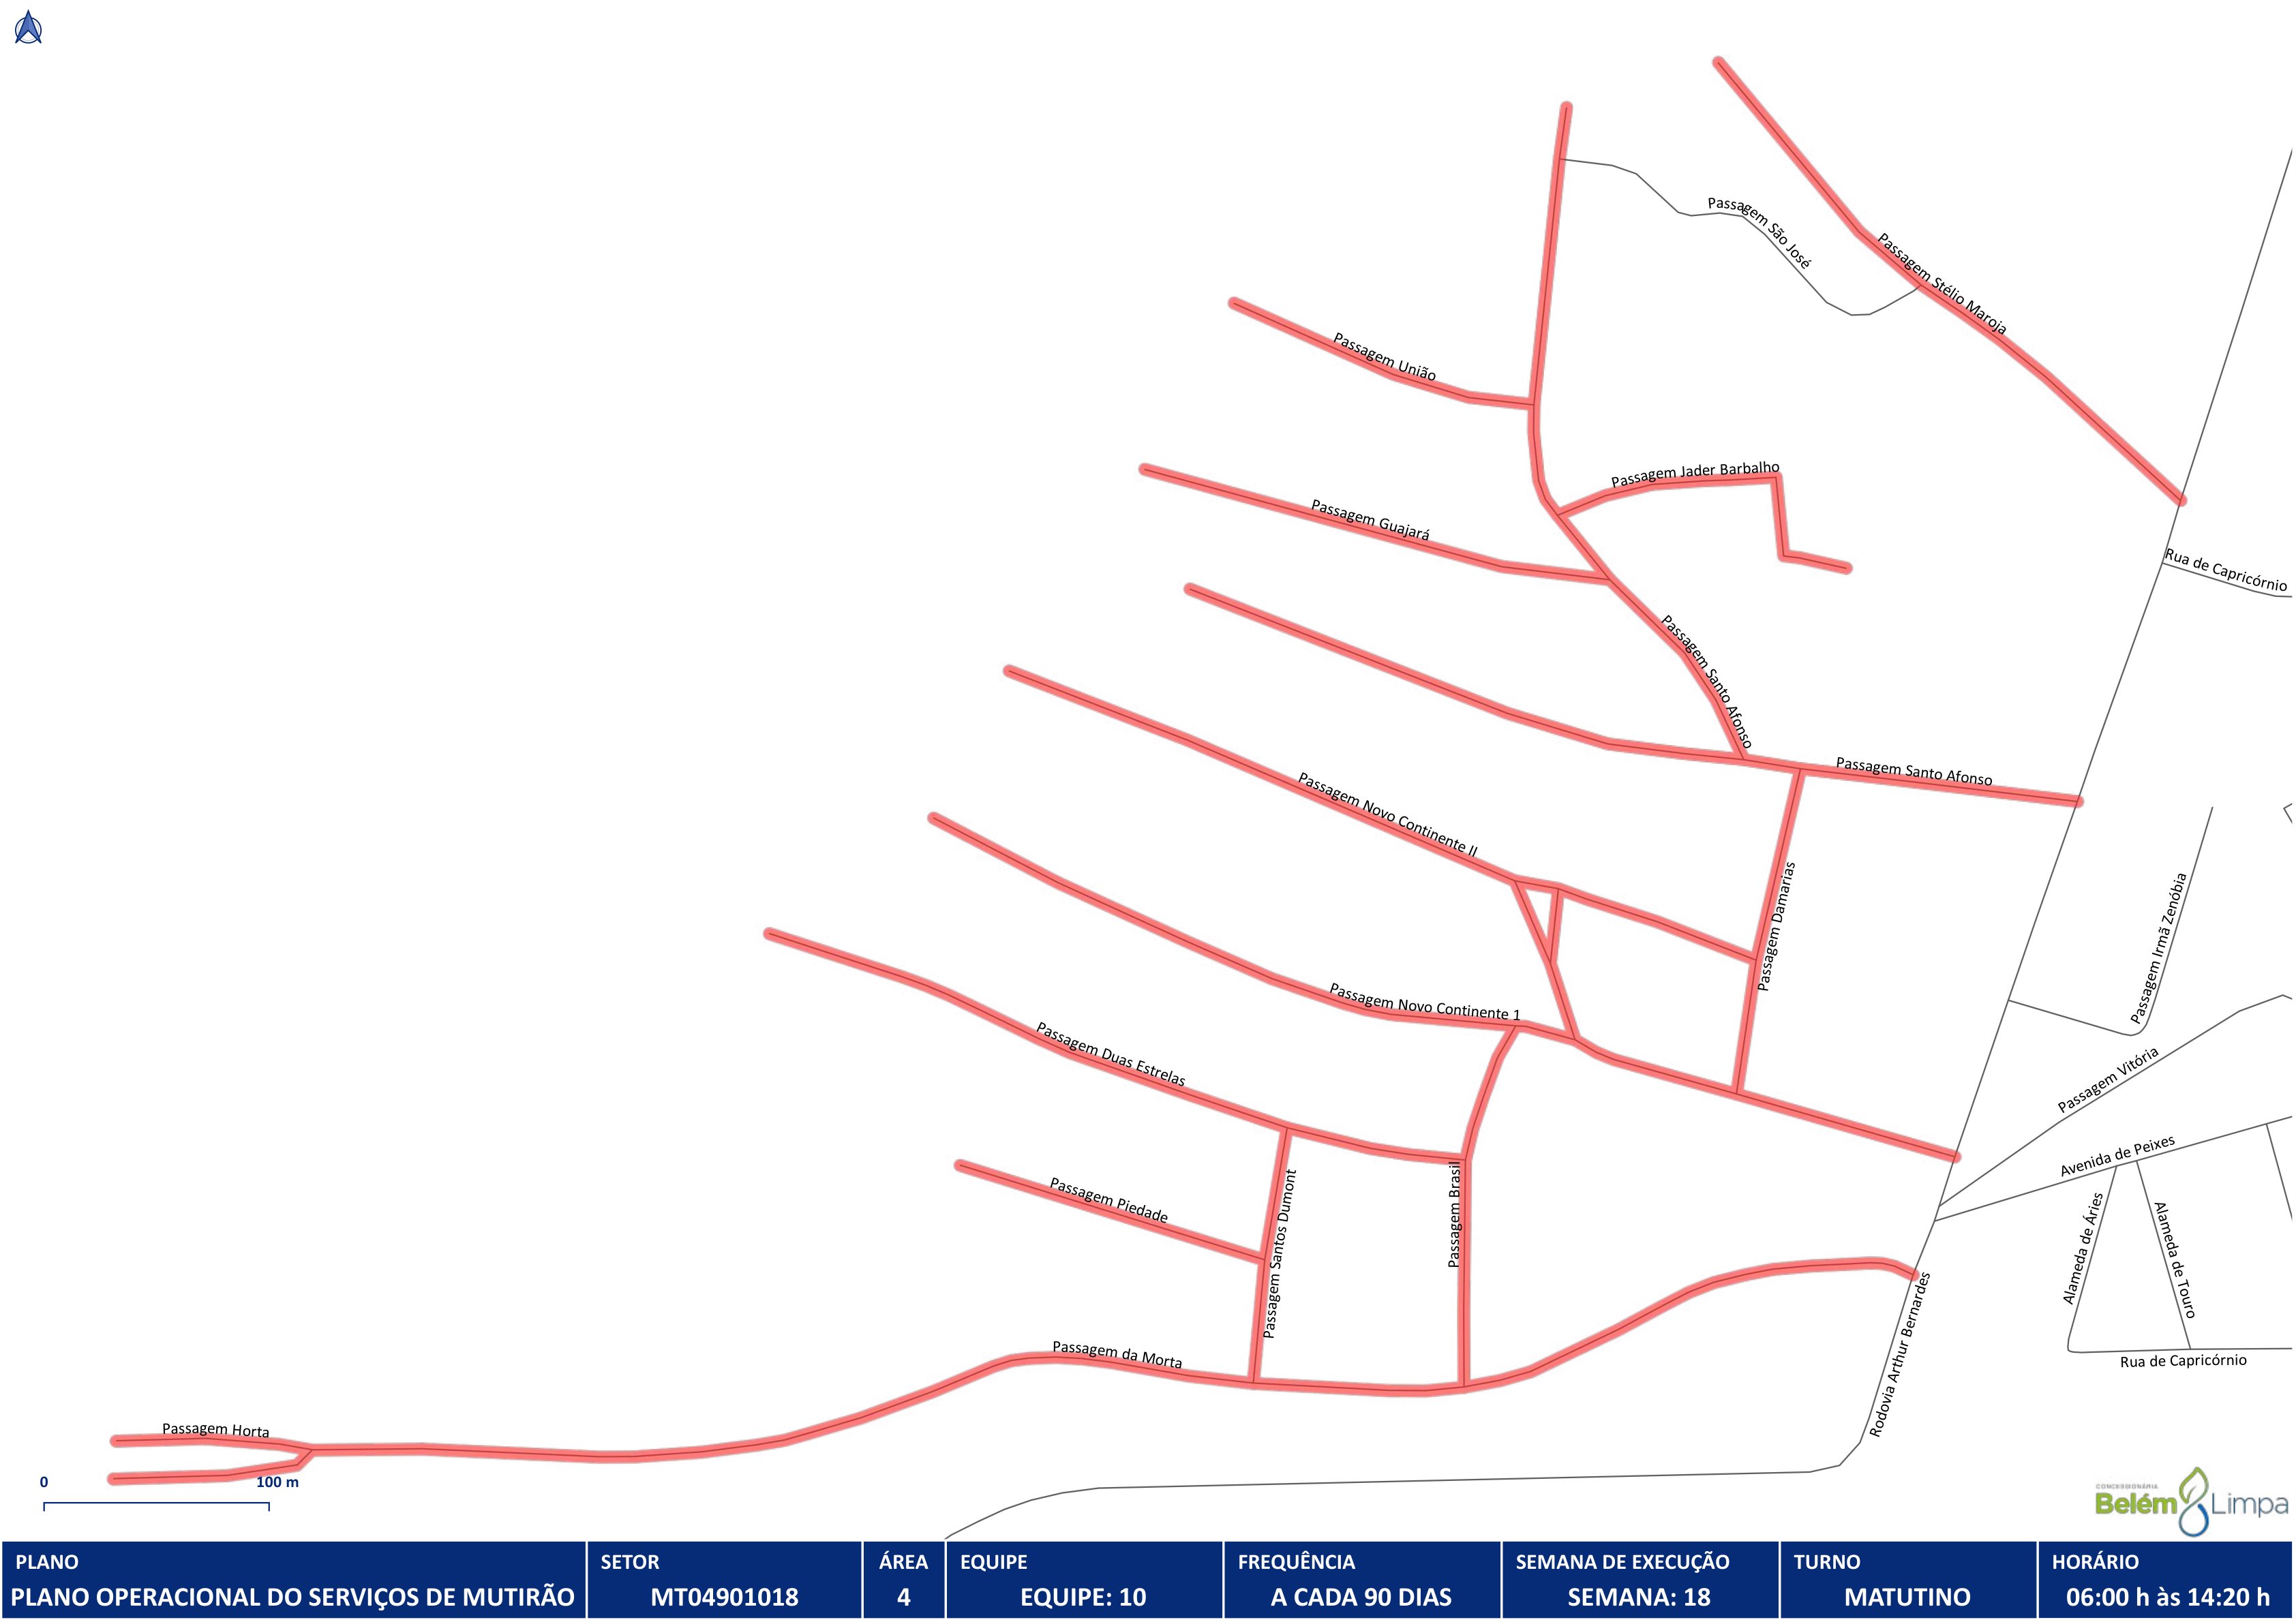 Passagem São José
Passagem Stélio Maroja
Passagem União
Passagem Jader Barbalho
Passagem Guajará
Rua de Capricórnio
Passagem Santo Afonso
Passagem Santo Afonso
Passagem Novo Continente II
Passagem Damarias
Passagem Irmã Zenóbia
Passagem Novo Continente 1
Passagem Duas Estrelas
Passagem Vitória
Avenida de Peixes
Passagem Piedade
Passagem Santos Dumont
Passagem Brasil
Alameda de Áries
Alameda de Touro
Rodovia Arthur Bernardes
Passagem da Morta
Rua de Capricórnio
Passagem Horta
0 100 m
CONCESSIONÁRIA
Belém Limpa
PLANO
PLANO OPERACIONAL DO SERVIÇOS DE MUTIRÃO
SETOR
MT04901018
ÁREA
4
EQUIPE
EQUIPE: 10
FREQUÊNCIA
A CADA 90 DIAS
SEMANA DE EXECUÇÃO
SEMANA: 18
TURNO
MATUTINO
HORÁRIO
06:00 h às 14:20 h